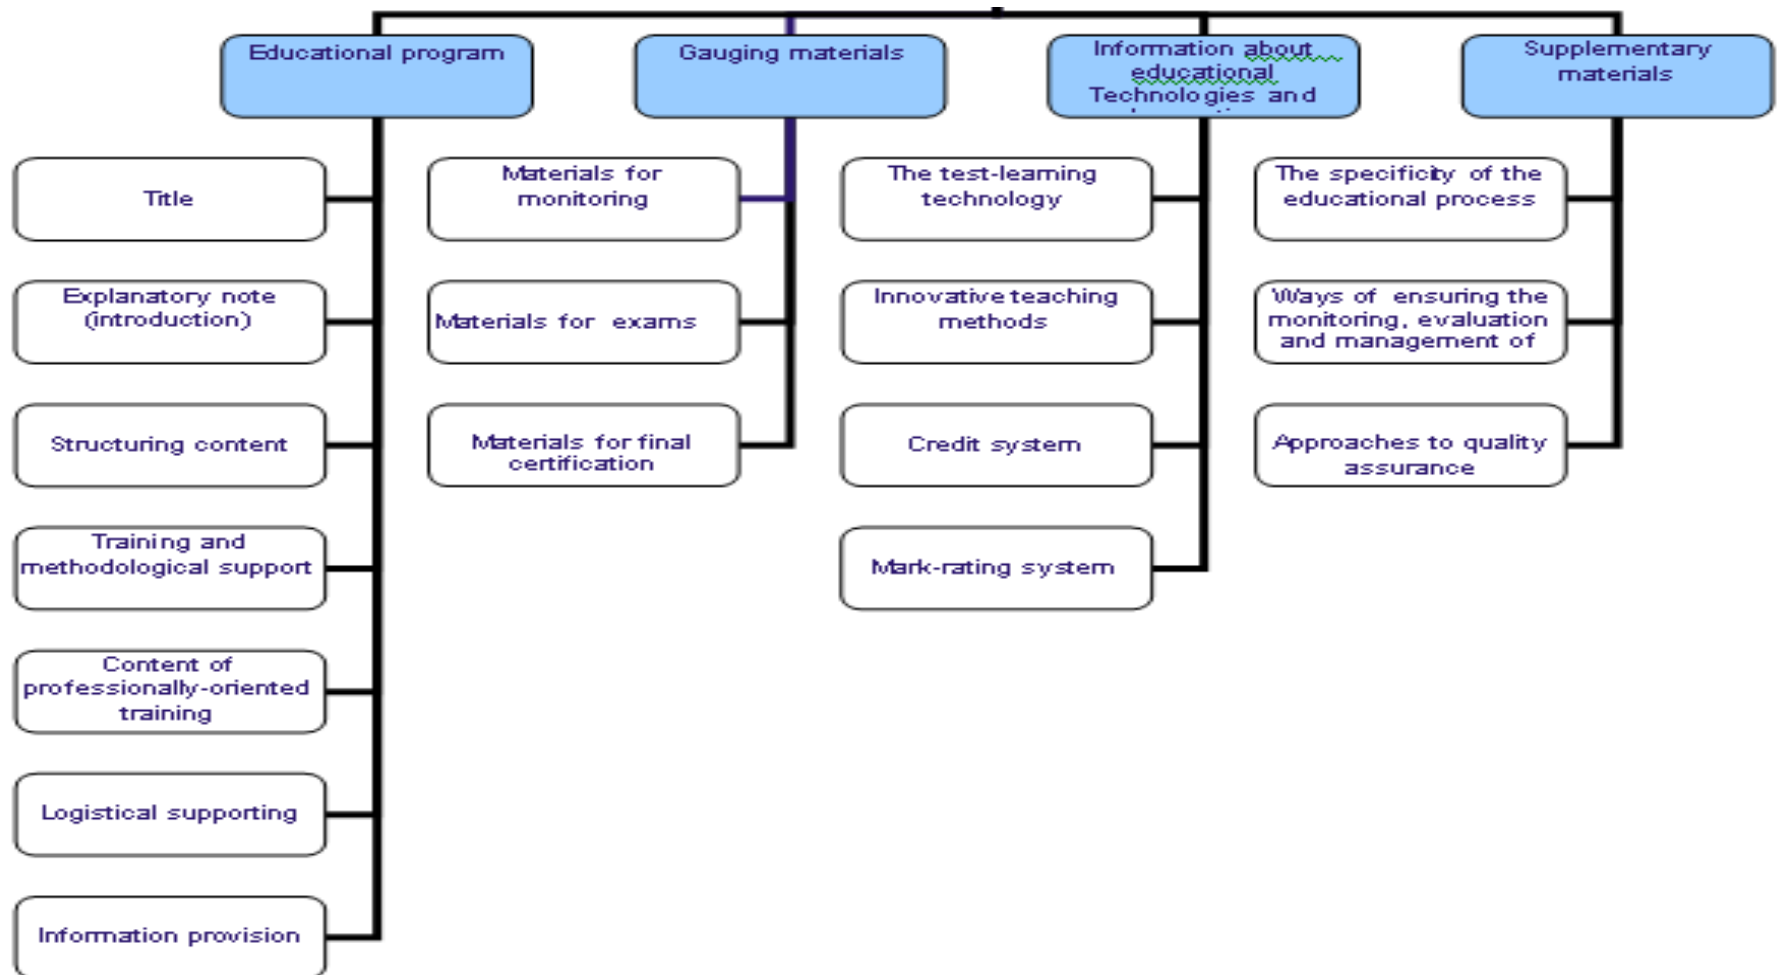 Educational program
Title
Explanatory note
(introduction)
Structuring content
Training and
methodological support
Content of
professionally-oriented
training
Logistical supporting
Information provision
Gauging materials
Materials for
monitoring
Materials for exams
Materials for final
certification
Information about
educational
Technologies and
The test-learning
technology
Innovative teaching
methods
Credit system
Mark-rating system
Supplementary
materials
The specificity of the
educational process
Ways of ensuring the
monitoring, evaluation
and management of
Approaches to quality
assurance